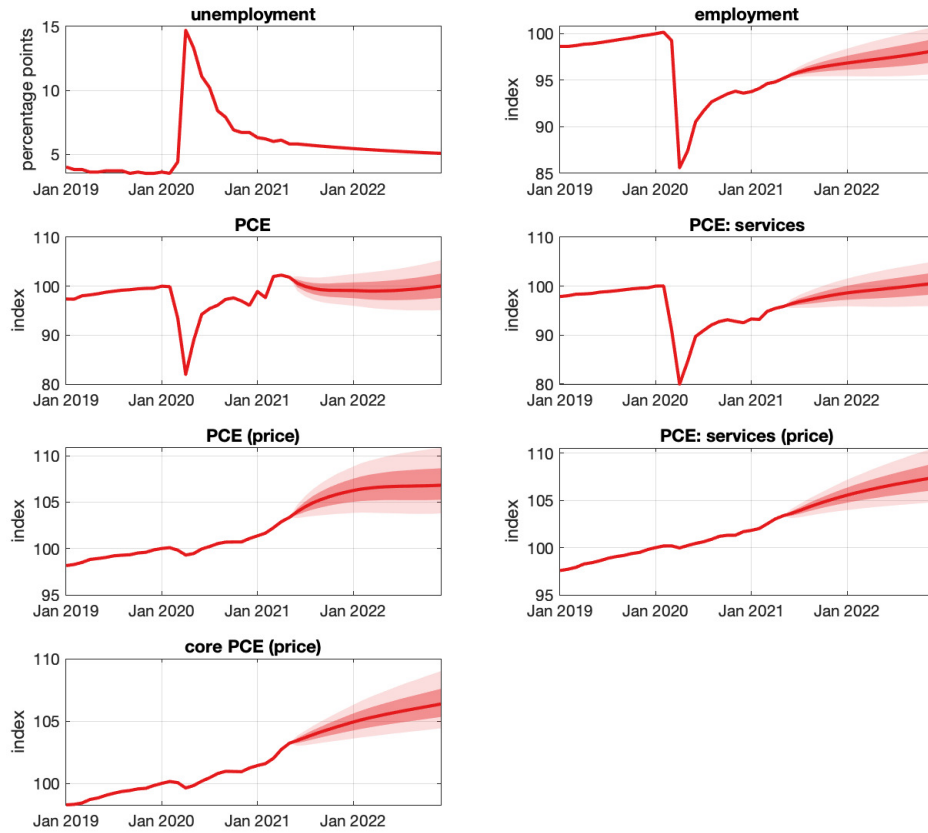 unemployment
percentage points
15
10
5
Jan 2019 Jan 2020 Jan 2021 Jan 2022
employment
index
100
95
90
85
Jan 2019 Jan 2020 Jan 2021 Jan 2022
PCE
index
110
100
90
80
Jan 2019 Jan 2020 Jan 2021 Jan 2022
PCE: services
index
110
100
90
80
Jan 2019 Jan 2020 Jan 2021 Jan 2022
PCE (price)
index
110
105
100
95
Jan 2019 Jan 2020 Jan 2021 Jan 2022
PCE: services (price)
index
110
105
100
95
Jan 2019 Jan 2020 Jan 2021 Jan 2022
core PCE (price)
index
110
105
100
Jan 2019 Jan 2020 Jan 2021 Jan 2022